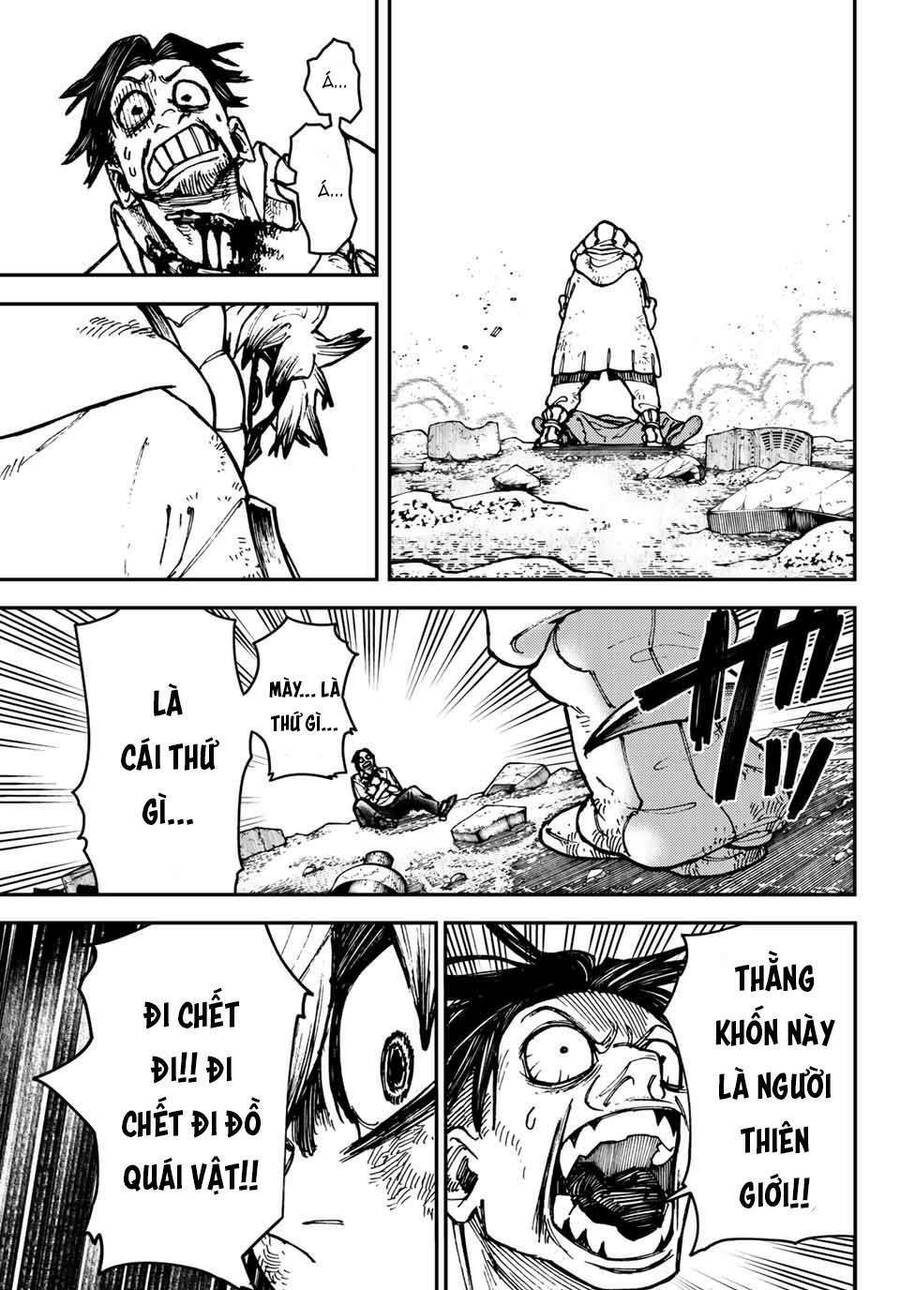 Á...
Á...
MÀY... LÀ
THỨ GÌ...
LÀ
CÁI THỨ
GÌ...
THẰNG
KHỐN NÀY
LÀ NGƯỜI
THIÊN
GIỚI!!
ĐI CHẾT
ĐI!! ĐI
CHẾT ĐI ĐỒ
QUÁI VẬT!!